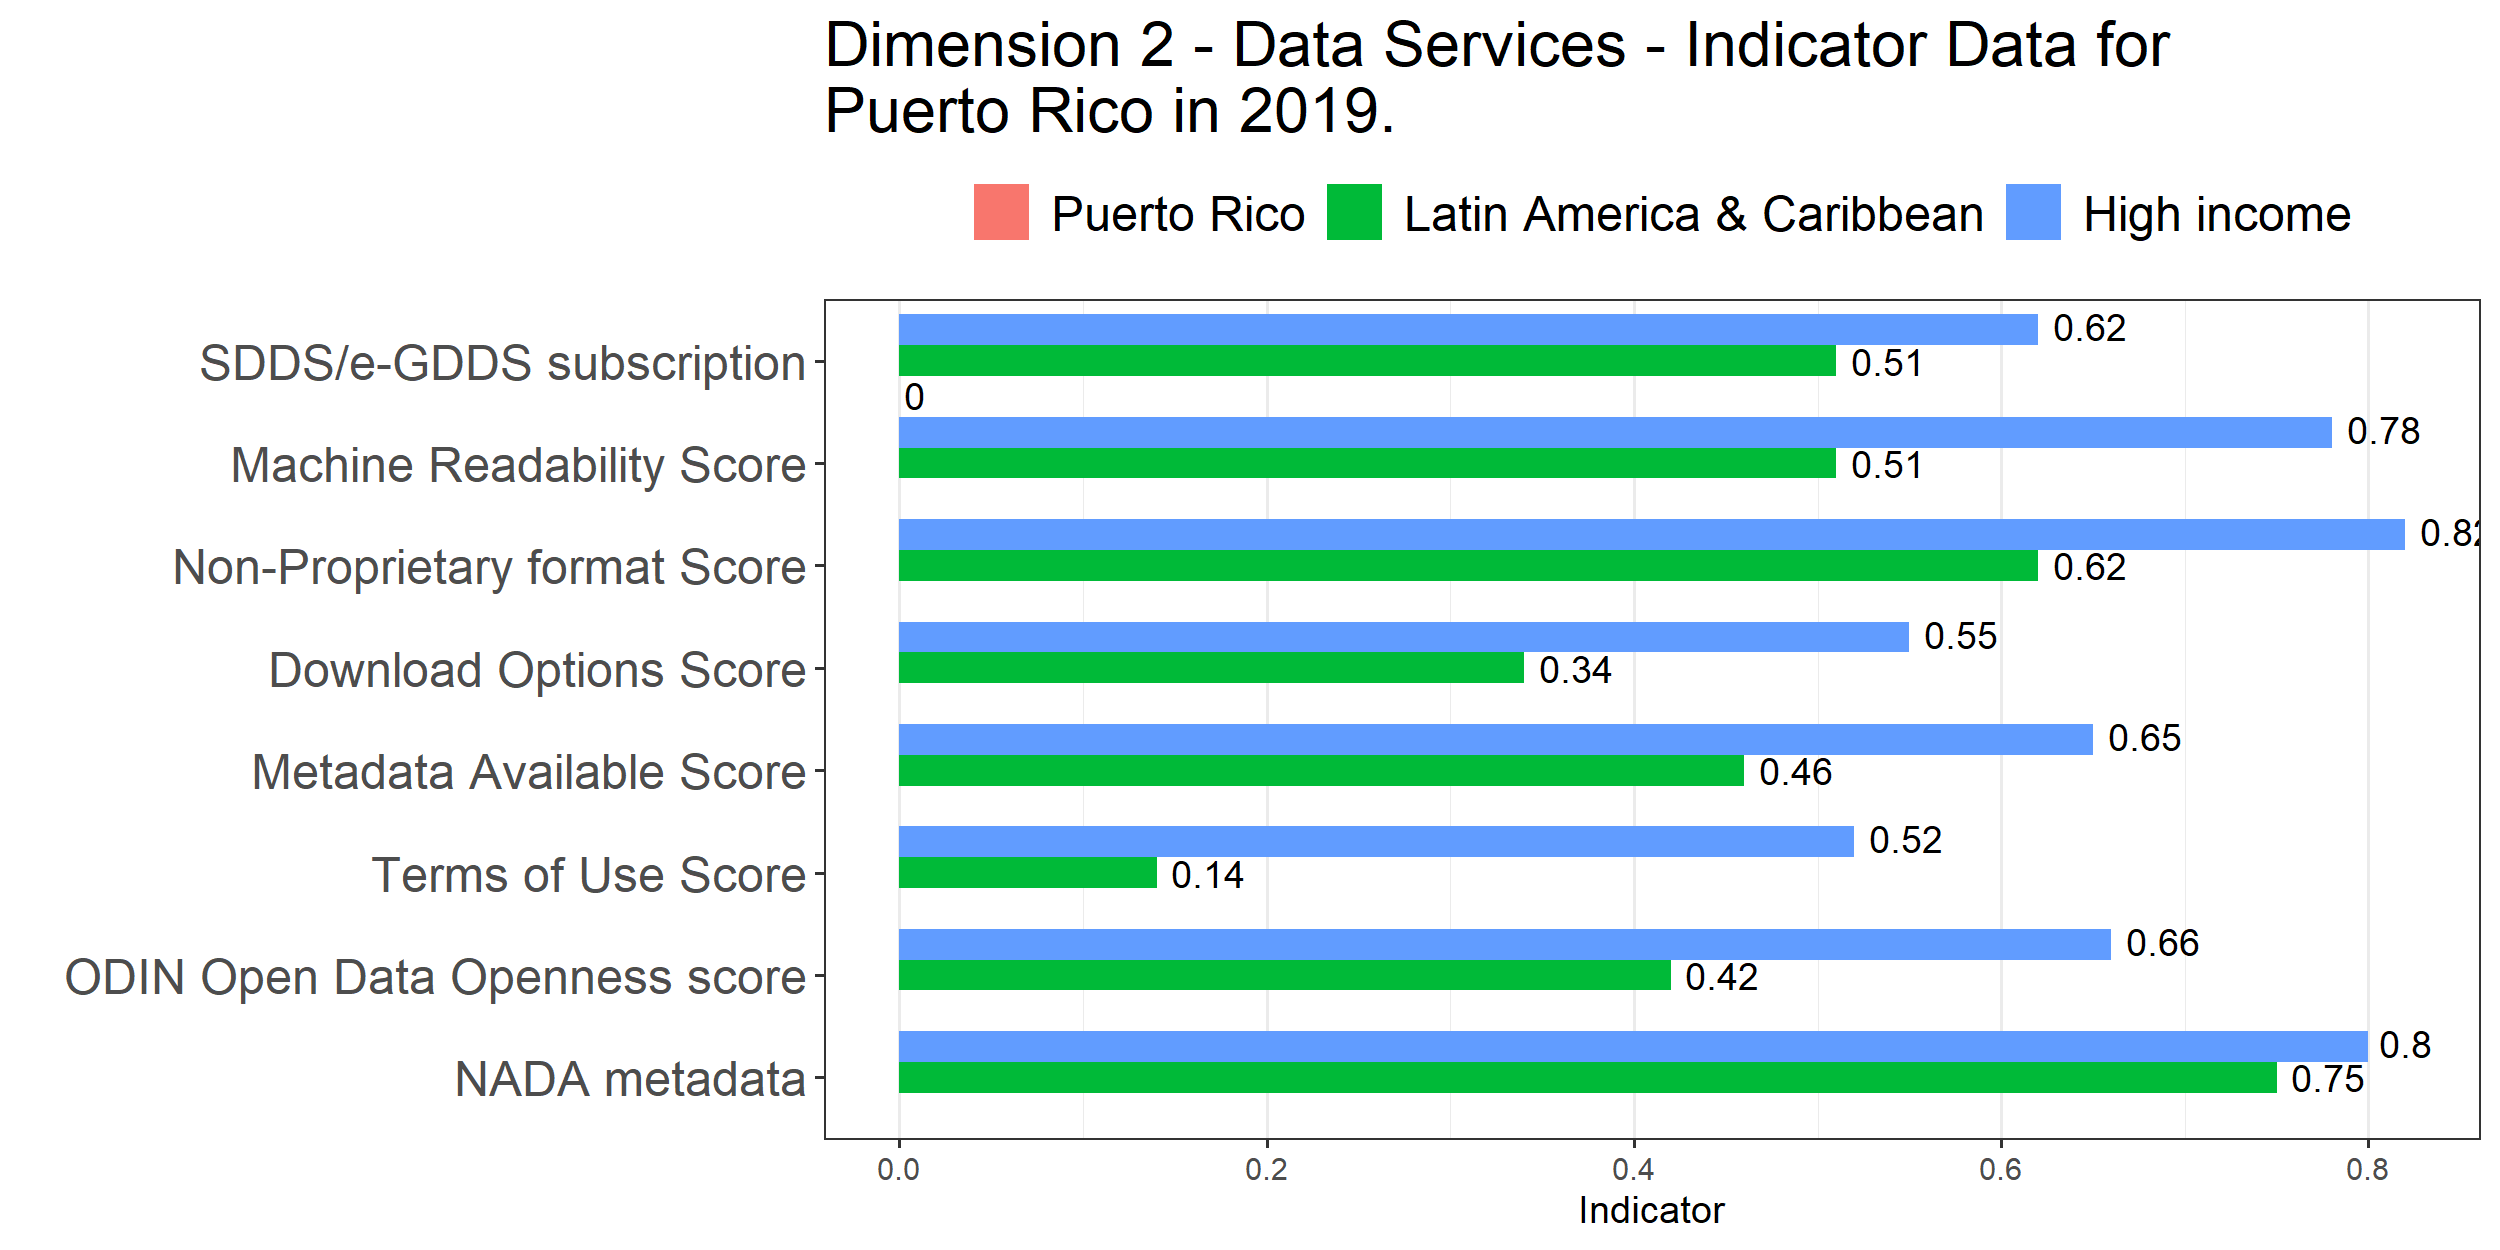 Dimension 2 - Data Services - Indicator Data for
Puerto Rico in 2019.
Puerto Rico Latin America & Caribbean High income
SDDS/e-GDDS subscription 0.62 0.51 0
Machine Readability Score 0.78 0.51
Non-Proprietary format Score 0.82 0.62
Download Options Score 0.55 0.34
Metadata Available Score 0.65 0.46
Terms of Use Score 0.52 0.14
ODIN Open Data Openness score 0.66 0.42
NADA metadata 0.8 0.75
0.0 0.2 0.4 0.6 0.8
Indicator